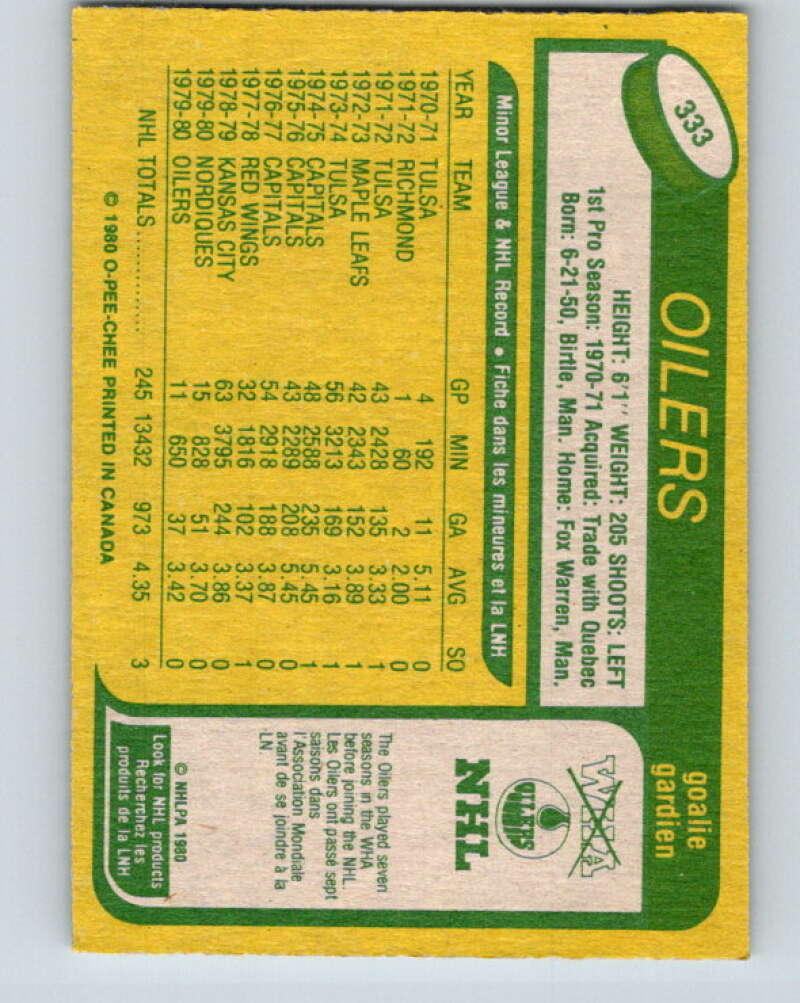 333
OILERS
goalie
gardien
HEIGHT: 6'1" WEIGHT: 205 SHOOTS: LEFT
1st Pro Season: 1970-71 Acquired: Trade with Quebec
Born: 6-21-50, Birtle, Man. Home: Fox Warren, Man.
Minor League & NHL Record • Fiche dans les mineures et la LNH
YEAR TEAM GP MIN GA AVG SO
1970-71 TULSA 4 192 11 5.11 0
1971-72 RICHMOND 1 60 2 2.00 0
1971-72 TULSA 43 2428 135 3.33 1
1972-73 MAPLE LEAFS 42 2343 152 3.89 1
1973-74 TULSA 56 3213 169 3.16 1
1974-75 CAPITALS 48 2588 235 5.45 1
1975-76 CAPITALS 43 2289 208 5.45 0
1976-77 CAPITALS 54 2918 188 3.87 0
1977-78 RED WINGS 32 1816 102 3.37 1
1978-79 KANSAS CITY 63 3795 244 3.86 0
1979-80 NORDIQUES 15 828 51 3.70 0
1979-80 OILERS 11 650 37 3.42 0
NHL TOTALS .............. 245 13432 973 4.35 3
© 1980 O-PEE-CHEE PRINTED IN CANADA
WHA
OILERS
NHL
The Oilers played seven
seasons in the WHA
before joining the NHL.
Les Oilers ont passé sept
saisons dans
l'Association Mondiale
avant de se joindre à la
LN
© NHLPA 1980
Look for NHL products
Recherchez les
produits de la LNH